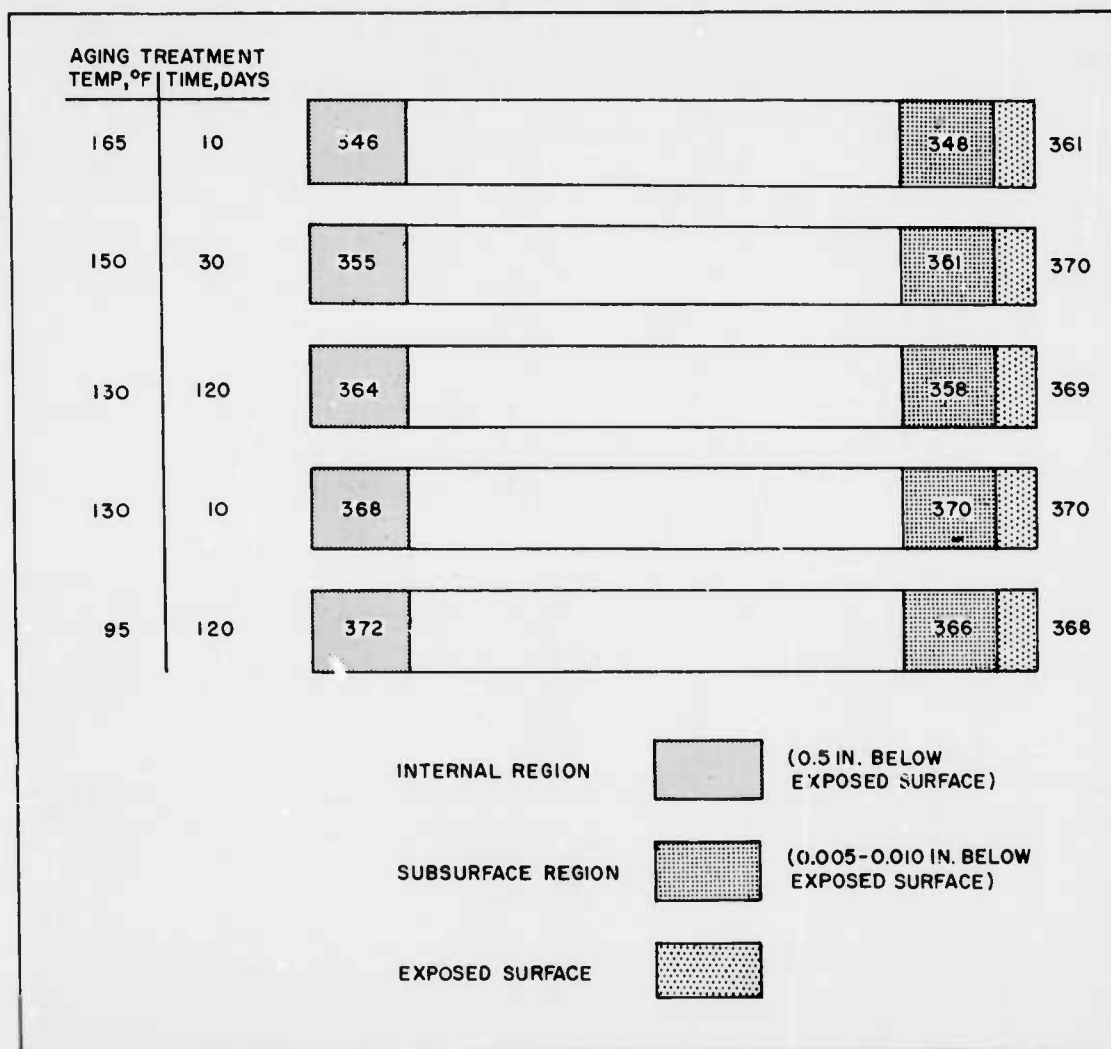 AGING TREATMENT
TEMP,°F TIME,DAYS
165 10 546 348 361
150 30 355 361 370
130 120 364 358 369
130 10 368 370 370
95 120 372 366 368
INTERNAL REGION (0.5 IN. BELOW
EXPOSED SURFACE)
SUBSURFACE REGION (0.005-0.010 IN. BELOW
EXPOSED SURFACE)
EXPOSED SURFACE